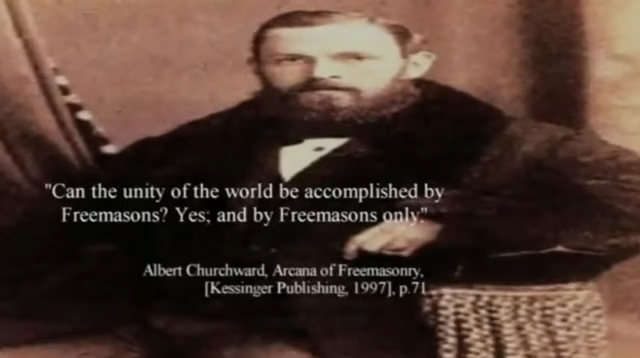 "Can the unity of the world be accomplished by
Freemasons? Yes; and by Freemasons only."
Albert Churchward, Arcana of Freemasonry,
[Kessinger Publishing, 1997], p.71